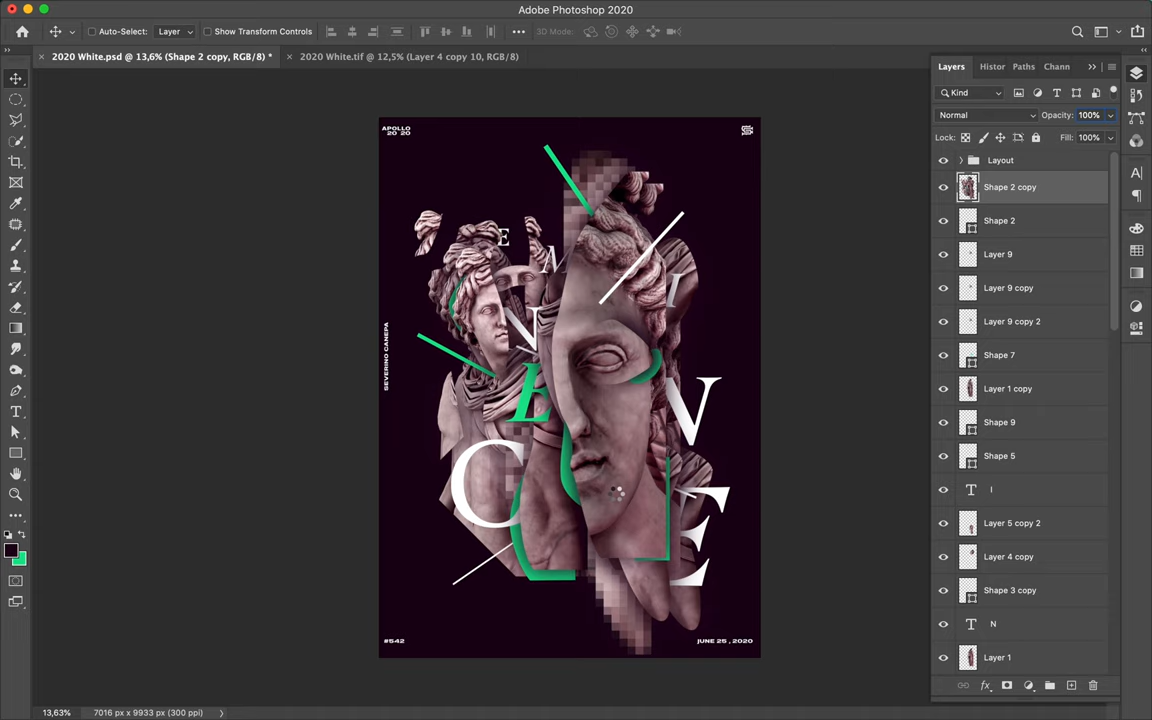 Adobe Photoshop 2020
Auto-Select:
Layer
Show Transform Controls
3D Mode:
2020 White.psd @ 13,6% (Shape 2 copy, RGB/8) *
2020 White.tif @ 12,5% (Layer 4 copy 10, RGB/8)
Layers
Histor
Paths
Chann
Kind
Normal
Opacity: 100%
Lock:
Fill: 100%
Layout
Shape 2 copy
Shape 2
Layer 9
Layer 9 copy
Layer 9 copy 2
Shape 7
Layer 1 copy
Shape 9
Shape 5
I
Layer 5 copy 2
Layer 4 copy
Shape 3 copy
N
Layer 1
APOLLO
20 20
E
M
I
N
E
V
C
E
SEVERINO CANEPA
#542
JUNE 25 , 2020
13,63%
7016 px x 9933 px (300 ppi)